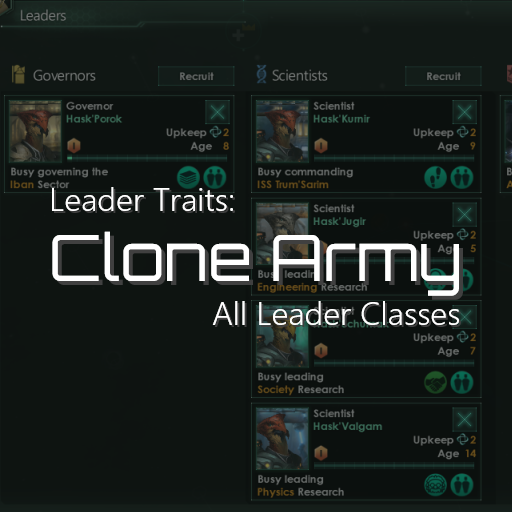 Leaders
Governors
Recruit
Scientists
Recruit
Governor
Hask'Porok
Upkeep 2
Age 8
Busy governing the
Iban Sector
Scientist
Hask'Kumir
Upkeep 2
Age 9
Busy commanding
ISS Trum'Sarim
Leader Traits:
Clone Army
All Leader Classes
Scientist
Hask'Jugir
Upkeep 2
Age 5
Busy leading
Engineering Research
Upkeep 2
Age 7
Busy leading
Society Research
Scientist
Hask'Valgam
Upkeep 2
Age 14
Busy leading
Physics Research